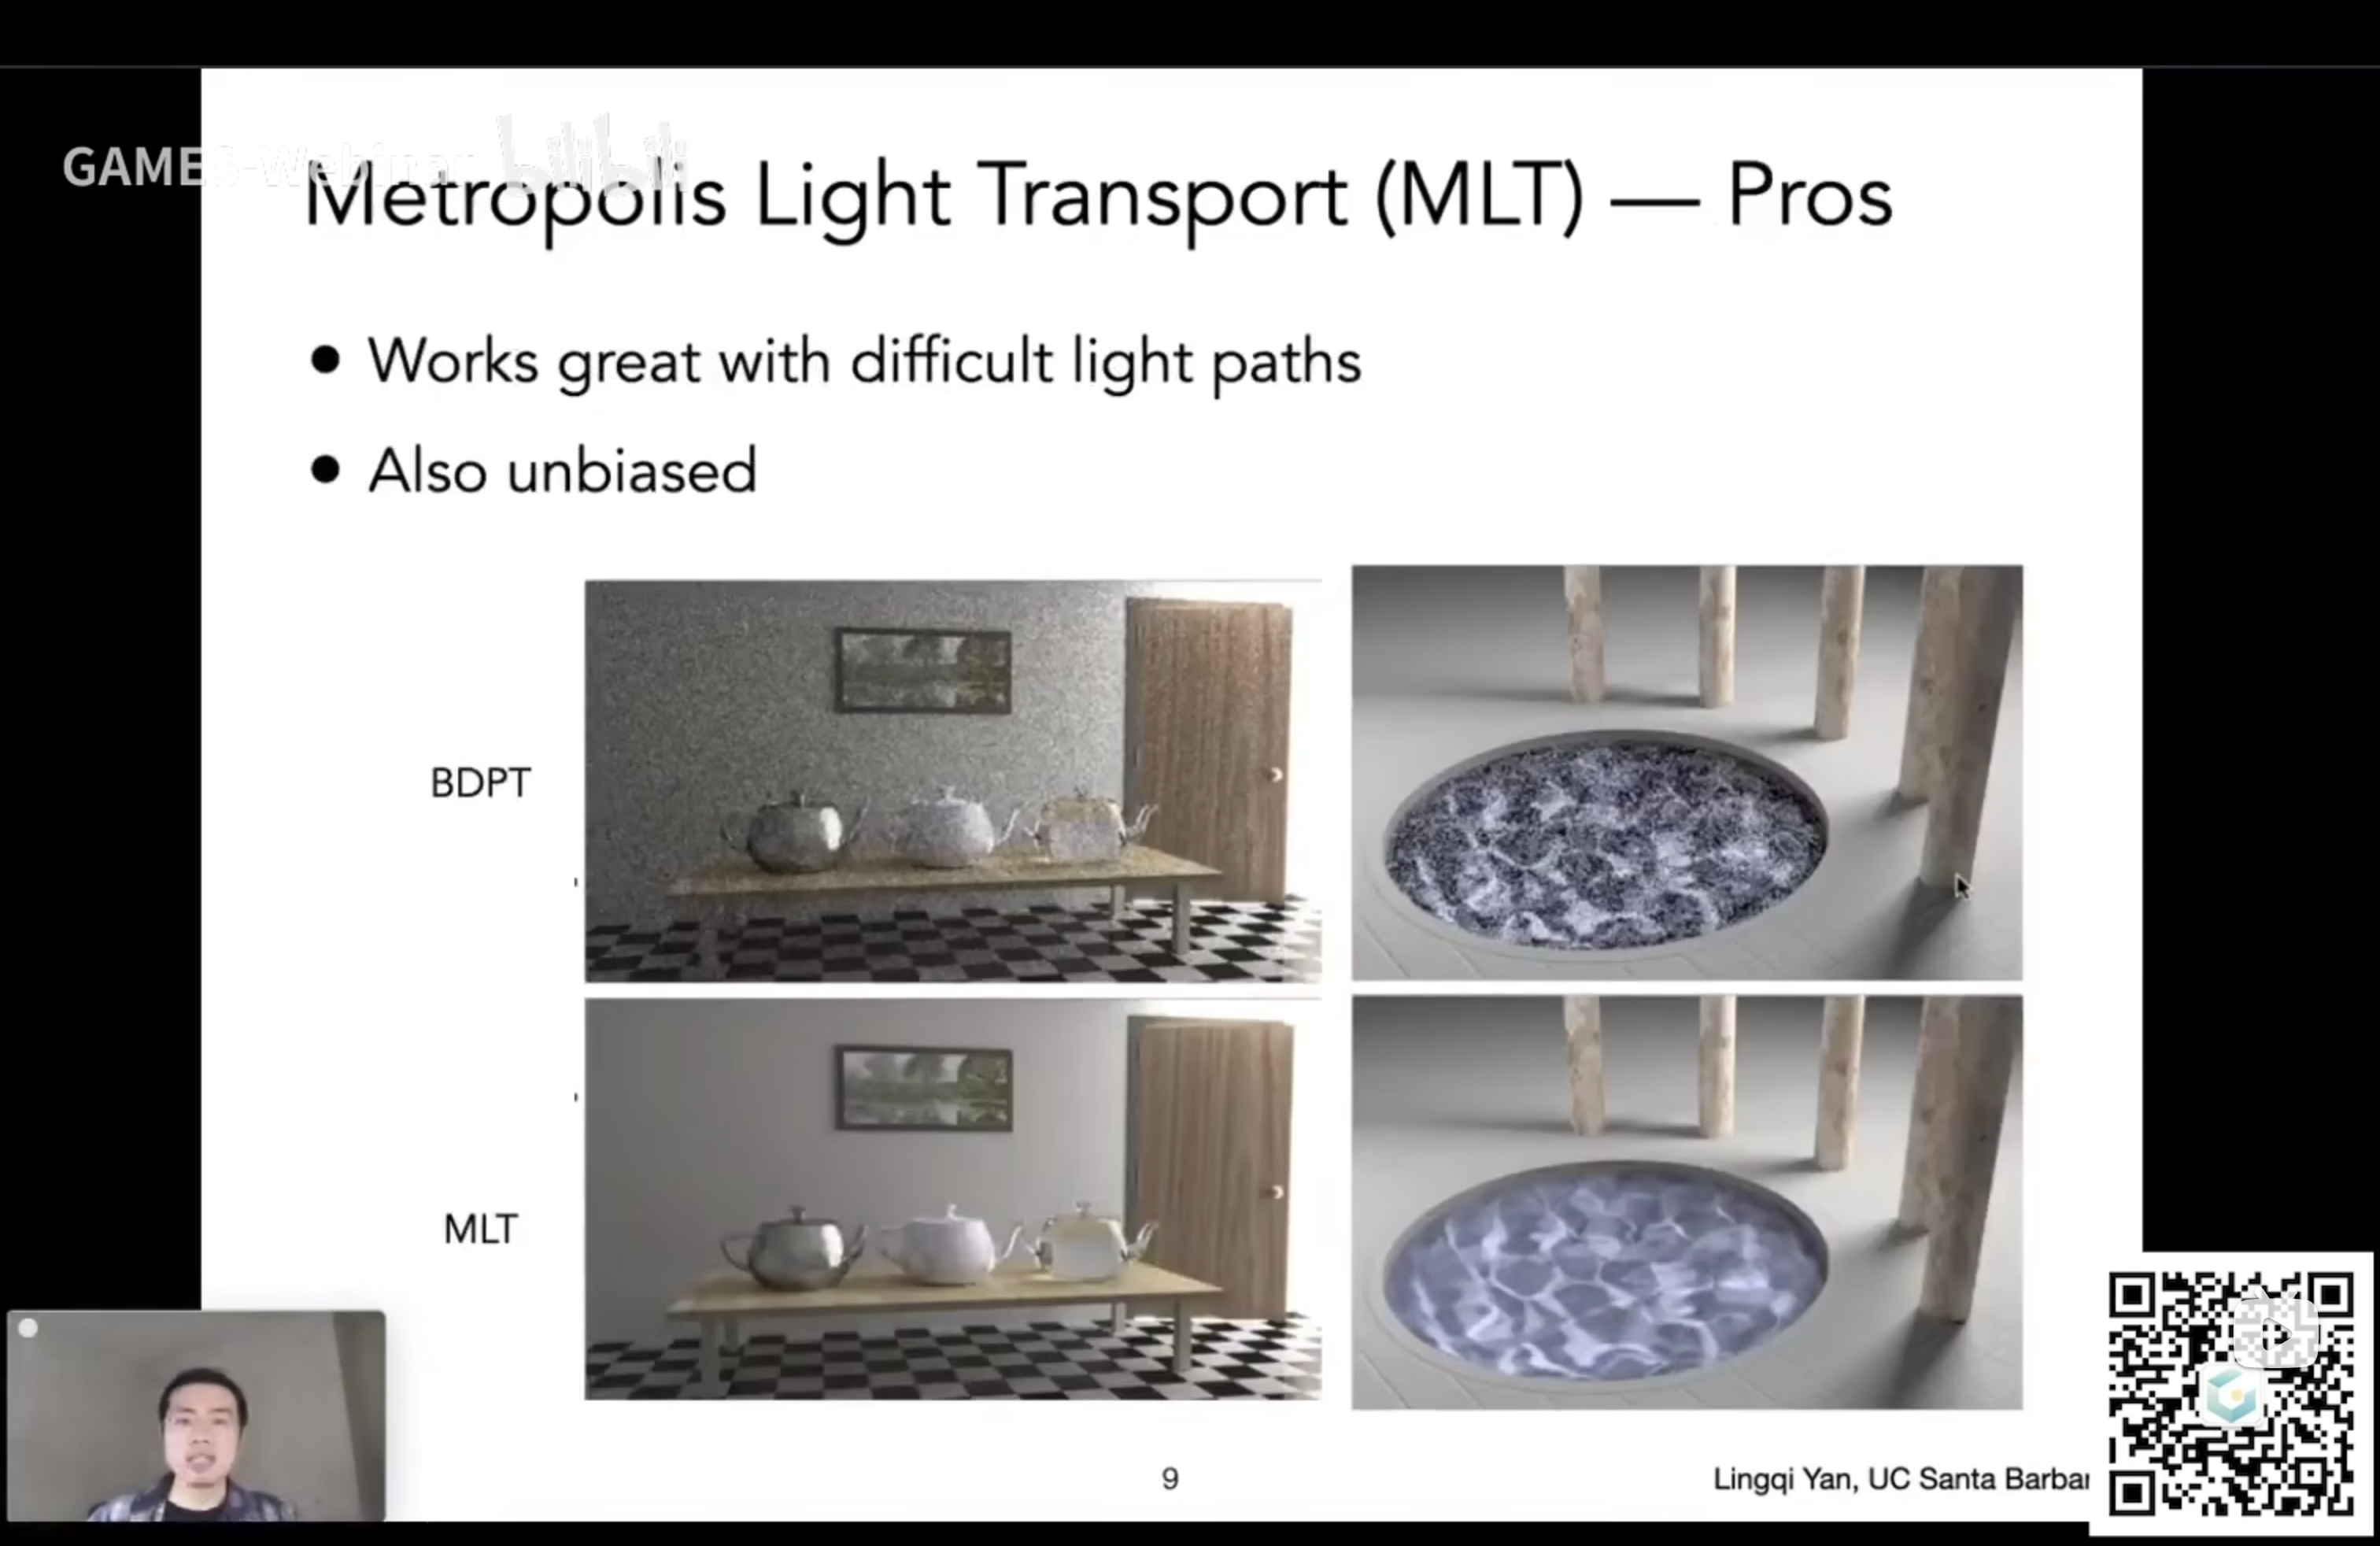 GAMES-Webinar bilibili
Metropolis Light Transport (MLT) — Pros
● Works great with difficult light paths
● Also unbiased
BDPT
MLT
9
Lingqi Yan, UC Santa Barbar